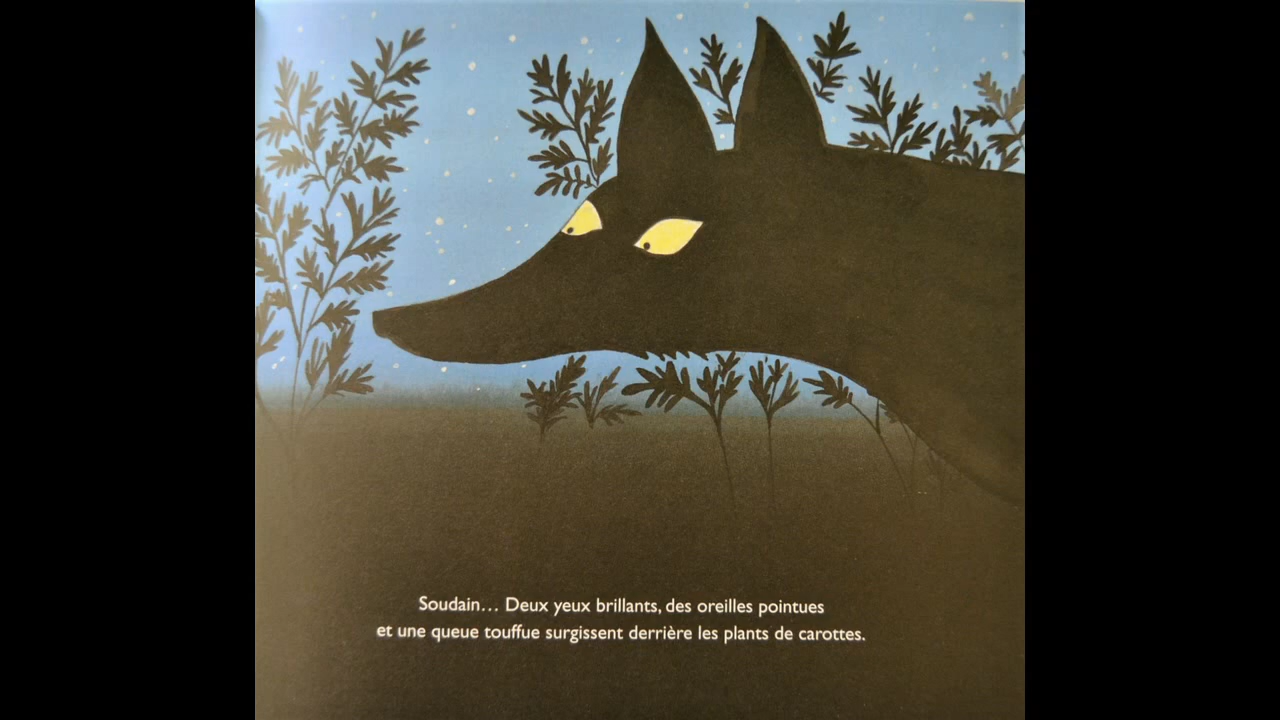 Soudain… Deux yeux brillants, des oreilles pointues
et une queue touffue surgissent derrière les plants de carottes.